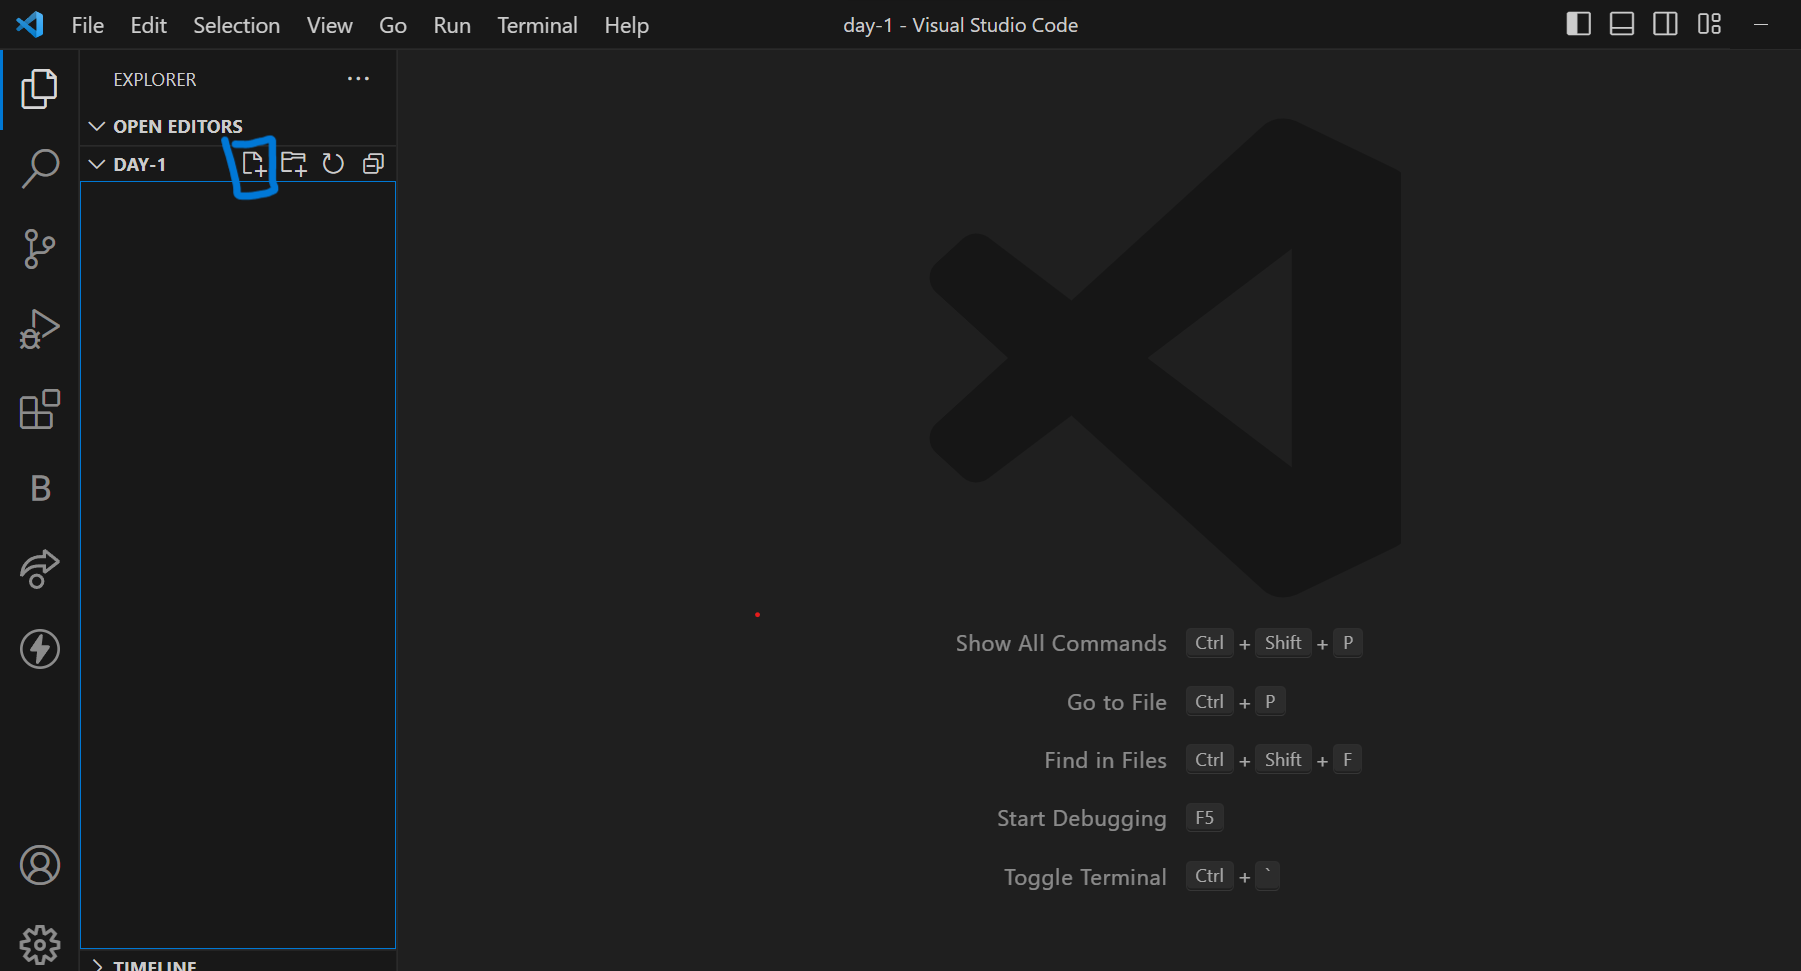 File Edit Selection View Go Run Terminal Help
day-1 - Visual Studio Code
EXPLORER
OPEN EDITORS
DAY-1
B
Show All Commands Ctrl + Shift + P
Go to File Ctrl + P
Find in Files Ctrl + Shift + F
Start Debugging F5
Toggle Terminal Ctrl + `
TIMELINE